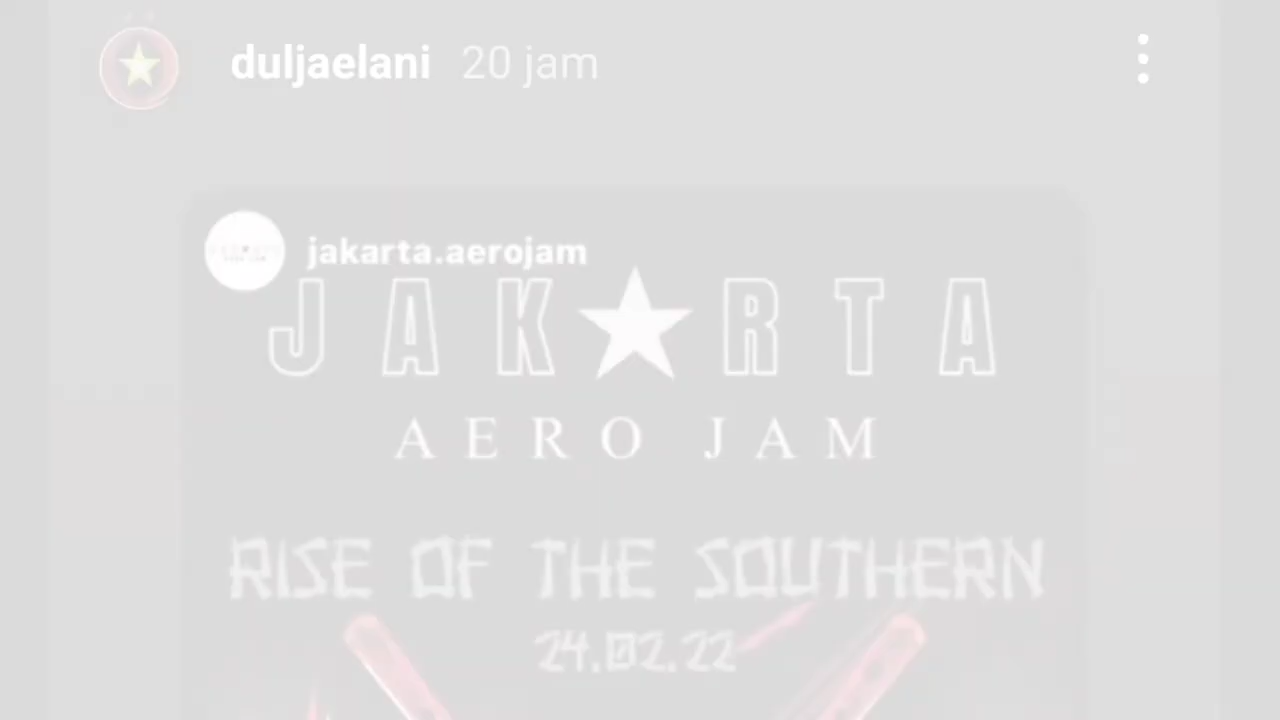 duljaelani 20 jam
jakarta.aerojam
JAK★RTA
AERO JAM
RISE OF THE SOUTHERN
24.02.22